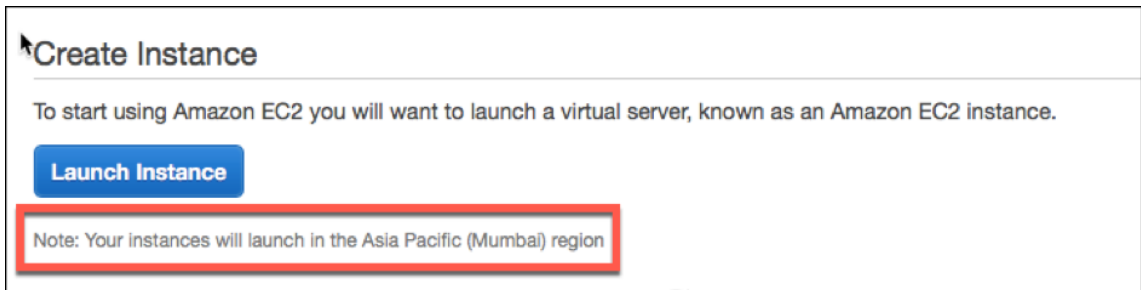 Create Instance
To start using Amazon EC2 you will want to launch a virtual server, known as an Amazon EC2 instance.
Launch Instance
Note: Your instances will launch in the Asia Pacific (Mumbai) region